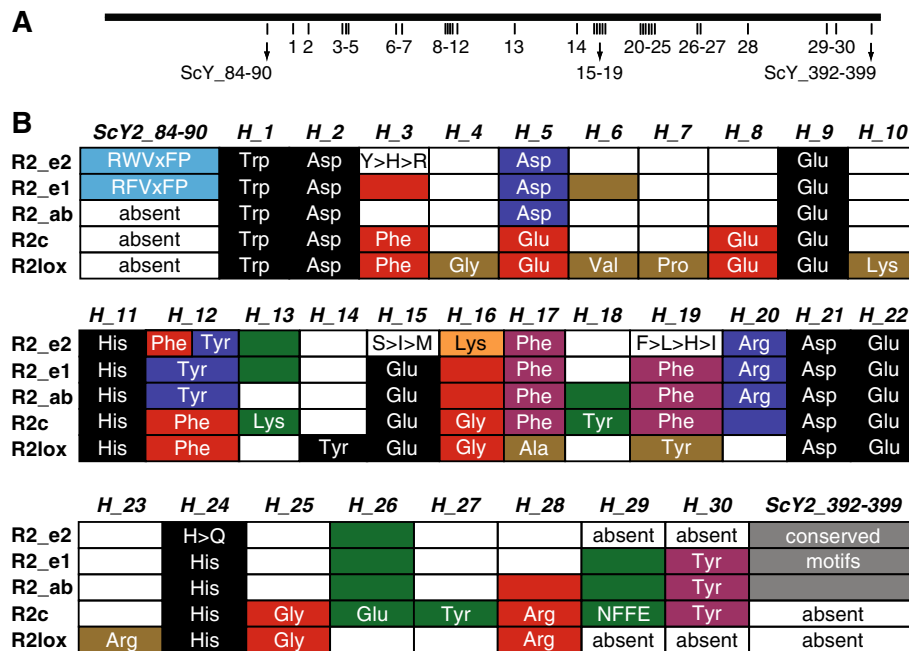 A
1 2 3-5 6-7 8-12 13 14 20-25 26-27 28 29-30
ScY_84-90 15-19 ScY_392-399
B
ScY2_84-90 H_1 H_2 H_3 H_4 H_5 H_6 H_7 H_8 H_9 H_10
R2_e2 RWVxFP Trp Asp Y>H>R Asp Glu
R2_e1 RFVxFP Trp Asp Asp Glu
R2_ab absent Trp Asp Asp Glu
R2c absent Trp Asp Phe Glu Glu Glu
R2lox absent Trp Asp Phe Gly Glu Val Pro Glu Glu Lys
H_11 H_12 H_13 H_14 H_15 H_16 H_17 H_18 H_19 H_20 H_21 H_22
R2_e2 His Phe Tyr S>I>M Lys Phe F>L>H>I Arg Asp Glu
R2_e1 His Tyr Glu Phe Phe Arg Asp Glu
R2_ab His Tyr Glu Phe Phe Arg Asp Glu
R2c His Phe Lys Glu Gly Phe Tyr Phe Asp Glu
R2lox His Phe Tyr Glu Gly Ala Tyr Asp Glu
H_23 H_24 H_25 H_26 H_27 H_28 H_29 H_30 ScY2_392-399
R2_e2 H>Q absent absent conserved
R2_e1 His Tyr motifs
R2_ab His Tyr
R2c His Gly Glu Tyr Arg NFFE Tyr absent
R2lox Arg His Gly Arg absent absent absent